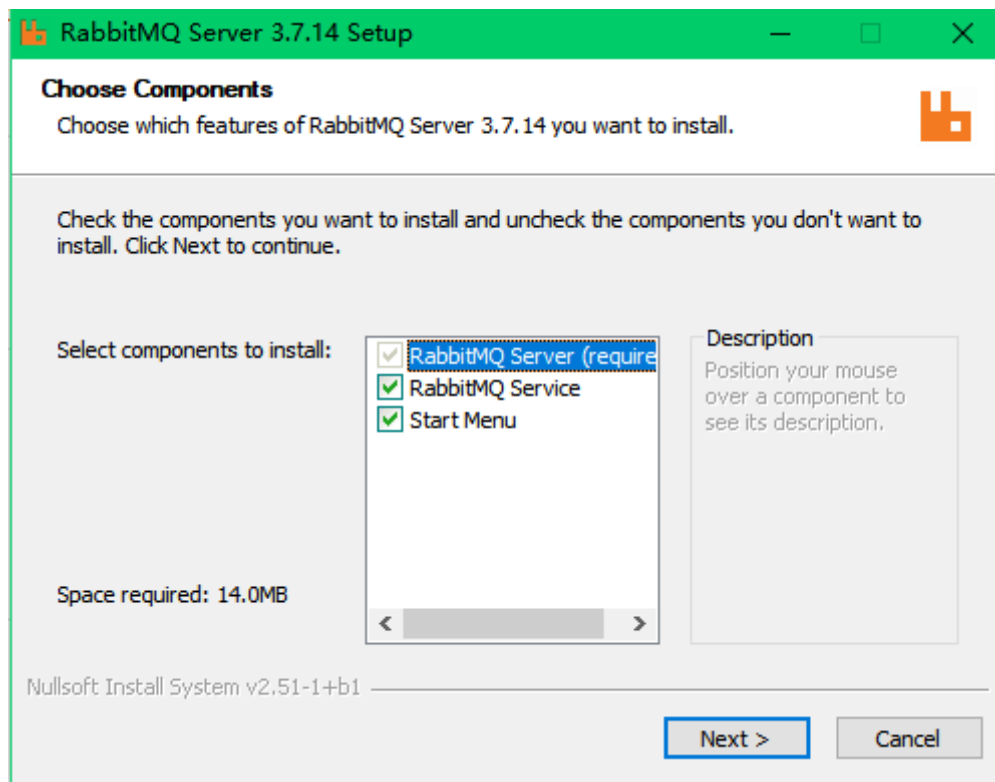 RabbitMQ Server 3.7.14 Setup
Choose Components
Choose which features of RabbitMQ Server 3.7.14 you want to install.
Check the components you want to install and uncheck the components you don't want to
install. Click Next to continue.
Select components to install:
RabbitMQ Server (require
RabbitMQ Service
Start Menu
Description
Position your mouse
over a component to
see its description.
Space required: 14.0MB
Nullsoft Install System v2.51-1+b1
Next >
Cancel